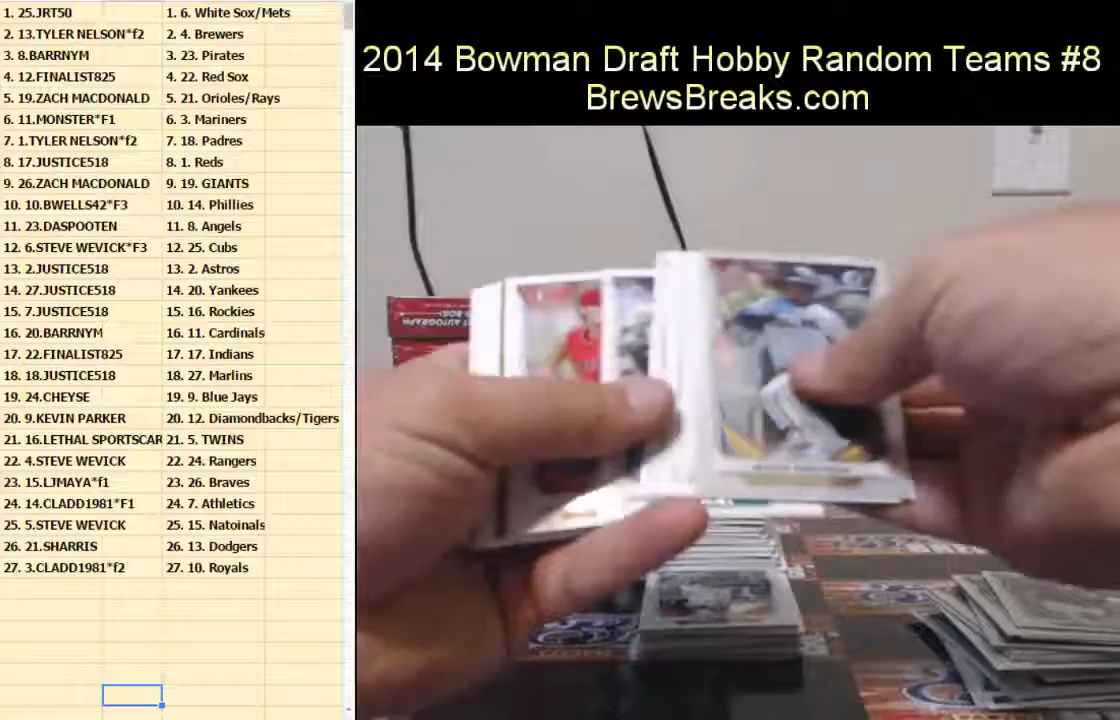 1. 25.JRT50 1. 6. White Sox/Mets
2. 13.TYLER NELSON*f2 2. 4. Brewers
3. 8.BARRNYM 3. 23. Pirates
4. 12.FINALIST825 4. 22. Red Sox
5. 19.ZACH MACDONALD 5. 21. Orioles/Rays
6. 11.MONSTER*F1 6. 3. Mariners
7. 1.TYLER NELSON*f2 7. 18. Padres
8. 17.JUSTICE518 8. 1. Reds
9. 26.ZACH MACDONALD 9. 19. GIANTS
10. 10.BWELLS42*F3 10. 14. Phillies
11. 23.DASPOOTEN 11. 8. Angels
12. 6.STEVE WEVICK*F3 12. 25. Cubs
13. 2.JUSTICE518 13. 2. Astros
14. 27.JUSTICE518 14. 20. Yankees
15. 7.JUSTICE518 15. 16. Rockies
16. 20.BARRNYM 16. 11. Cardinals
17. 22.FINALIST825 17. 17. Indians
18. 18.JUSTICE518 18. 27. Marlins
19. 24.CHEYSE 19. 9. Blue Jays
20. 9.KEVIN PARKER 20. 12. Diamondbacks/Tigers
21. 16.LETHAL SPORTSCAR 21. 5. TWINS
22. 4.STEVE WEVICK 22. 24. Rangers
23. 15.LJMAYA*f1 23. 26. Braves
24. 14.CLADD1981*F1 24. 7. Athletics
25. 5.STEVE WEVICK 25. 15. Natoinals
26. 21.SHARRIS 26. 13. Dodgers
27. 3.CLADD1981*f2 27. 10. Royals
2014 Bowman Draft Hobby Random Teams #8
BrewsBreaks.com